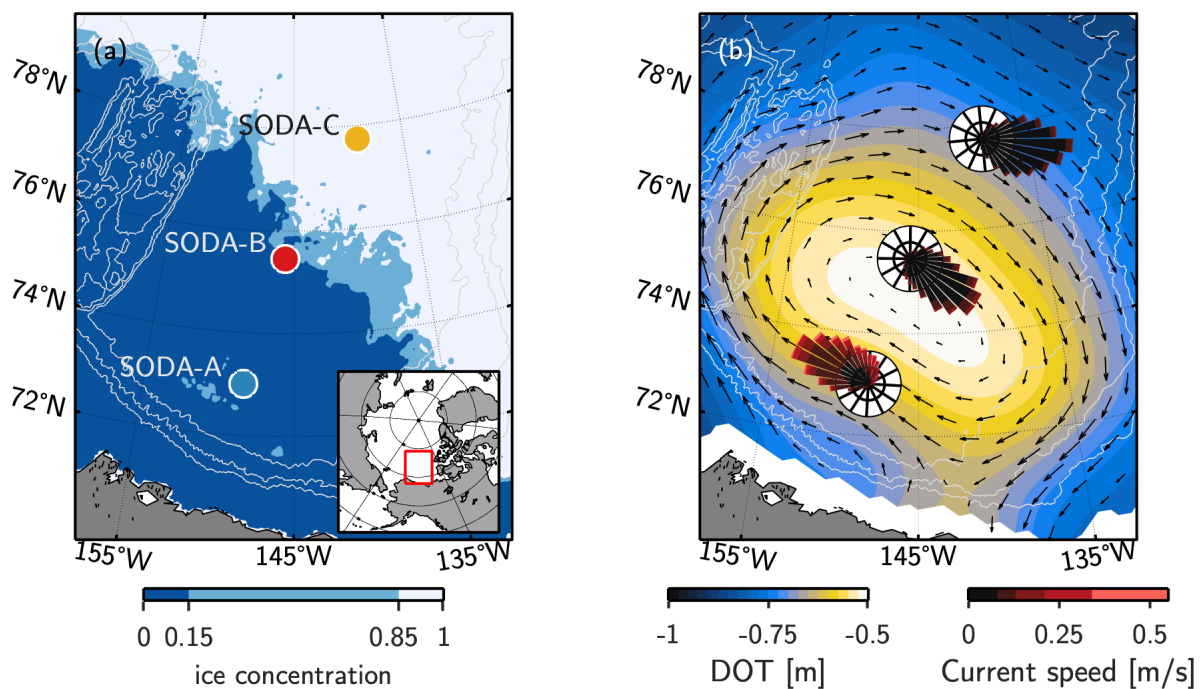 (a)
78°N
76°N
74°N
72°N
SODA-C
SODA-B
SODA-A
155°W
145°W
135°W
0 0.15 0.85 1
ice concentration
(b)
78°N
76°N
74°N
72°N
155°W
145°W
135°W
-1 -0.75 -0.5
DOT [m]
0 0.25 0.5
Current speed [m/s]